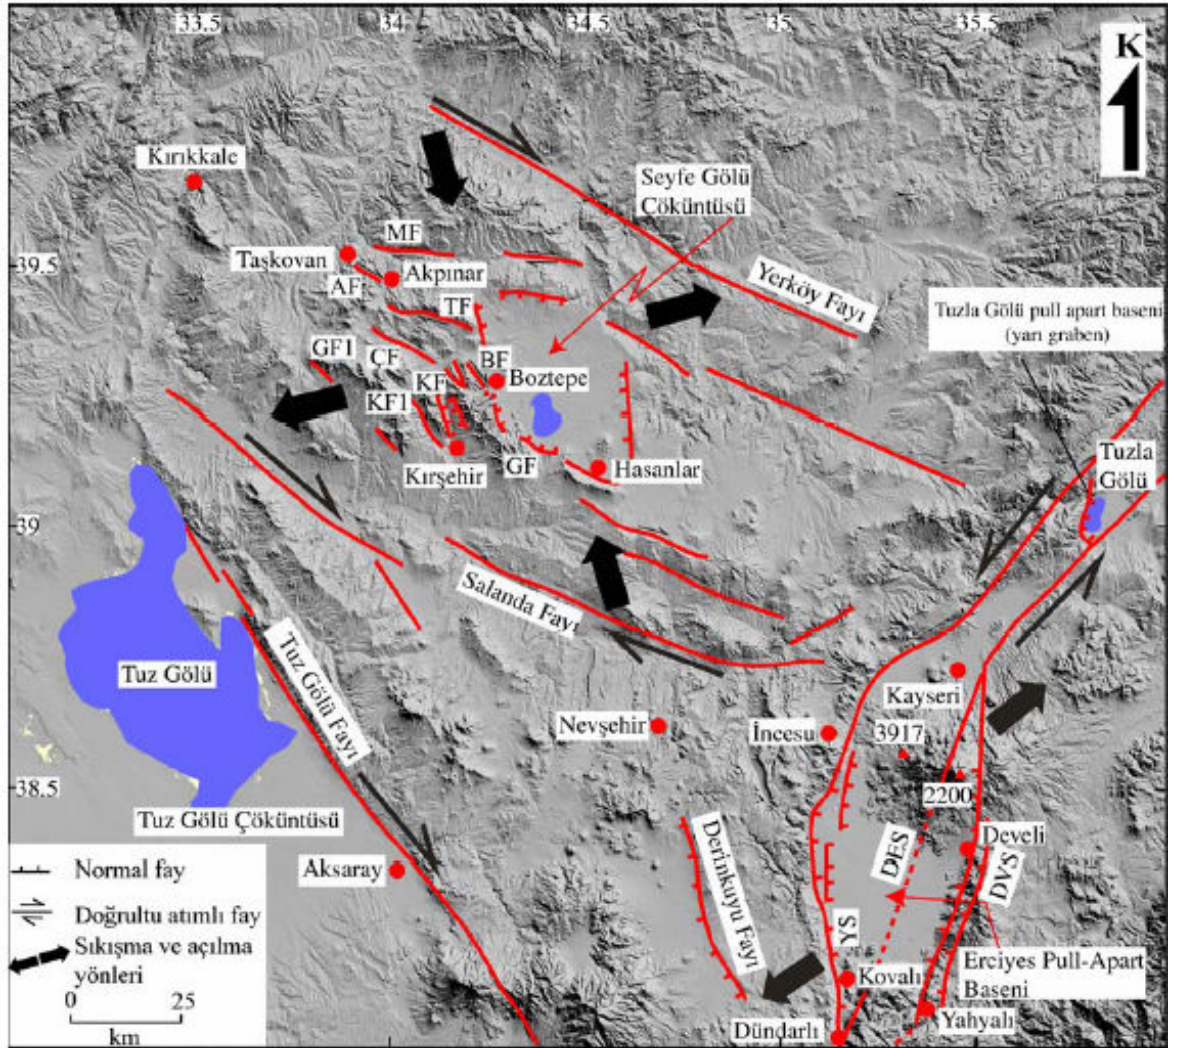 33.5
34
34.5
35
35.5
K
Kırıkkale
Seyfe Gölü
Çöküntüsü
MF
Taşkovan
39.5
Akpınar
AF
Yerköy Fayı
TF
Tuzla Gölü pull apart baseni
(yarı graben)
GF1
ÇF
BF
Boztepe
KF
KF1
Tuzla
Gölü
Kırşehir
GF
Hasanlar
39
Salanda Fayı
Tuz Gölü
Tuz Gölü Fayı
Kayseri
Nevşehir
İncesu
3917
38.5
2200
Tuz Gölü Çöküntüsü
Develi
Derinkuyu Fayı
DES
DVS
Aksaray
YS
Normal fay
Doğrultu atımlı fay
Sıkışma ve açılma
yönleri
0
25
km
Erciyes Pull-Apart
Baseni
Kovalı
Dündarlı
Yahyalı